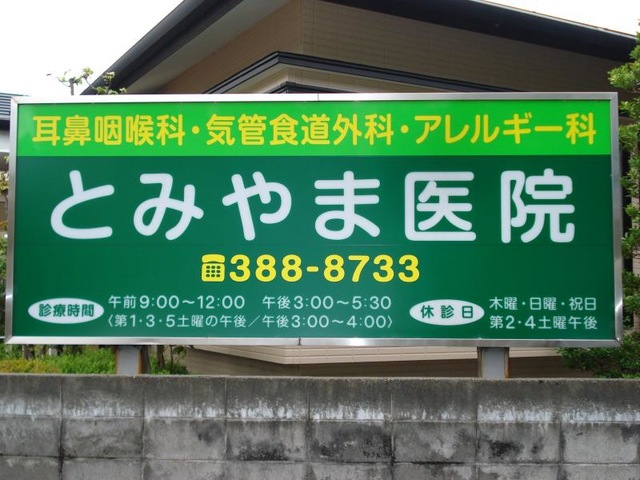 耳鼻咽喉科・気管食道外科・アレルギー科
とみやま医院
☎388-8733
診療時間 午前9:00〜12:00 午後3:00〜5:30
〈第1・3・5土曜の午後／午後3:00〜4:00〉
休診日 木曜・日曜・祝日
第2・4土曜午後